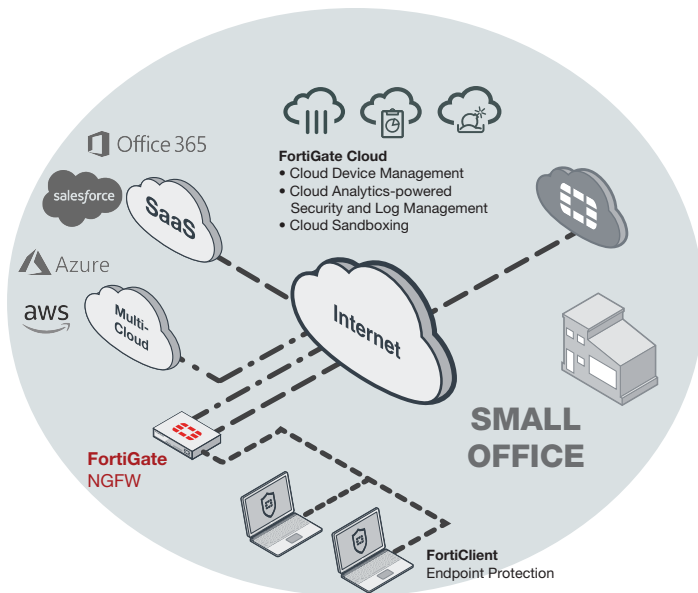 Office 365
salesforce
SaaS
Azure
aws
Multi-
Cloud
FortiGate Cloud
• Cloud Device Management
• Cloud Analytics-powered
Security and Log Management
• Cloud Sandboxing
Internet
SMALL
OFFICE
FortiGate
NGFW
FortiClient
Endpoint Protection